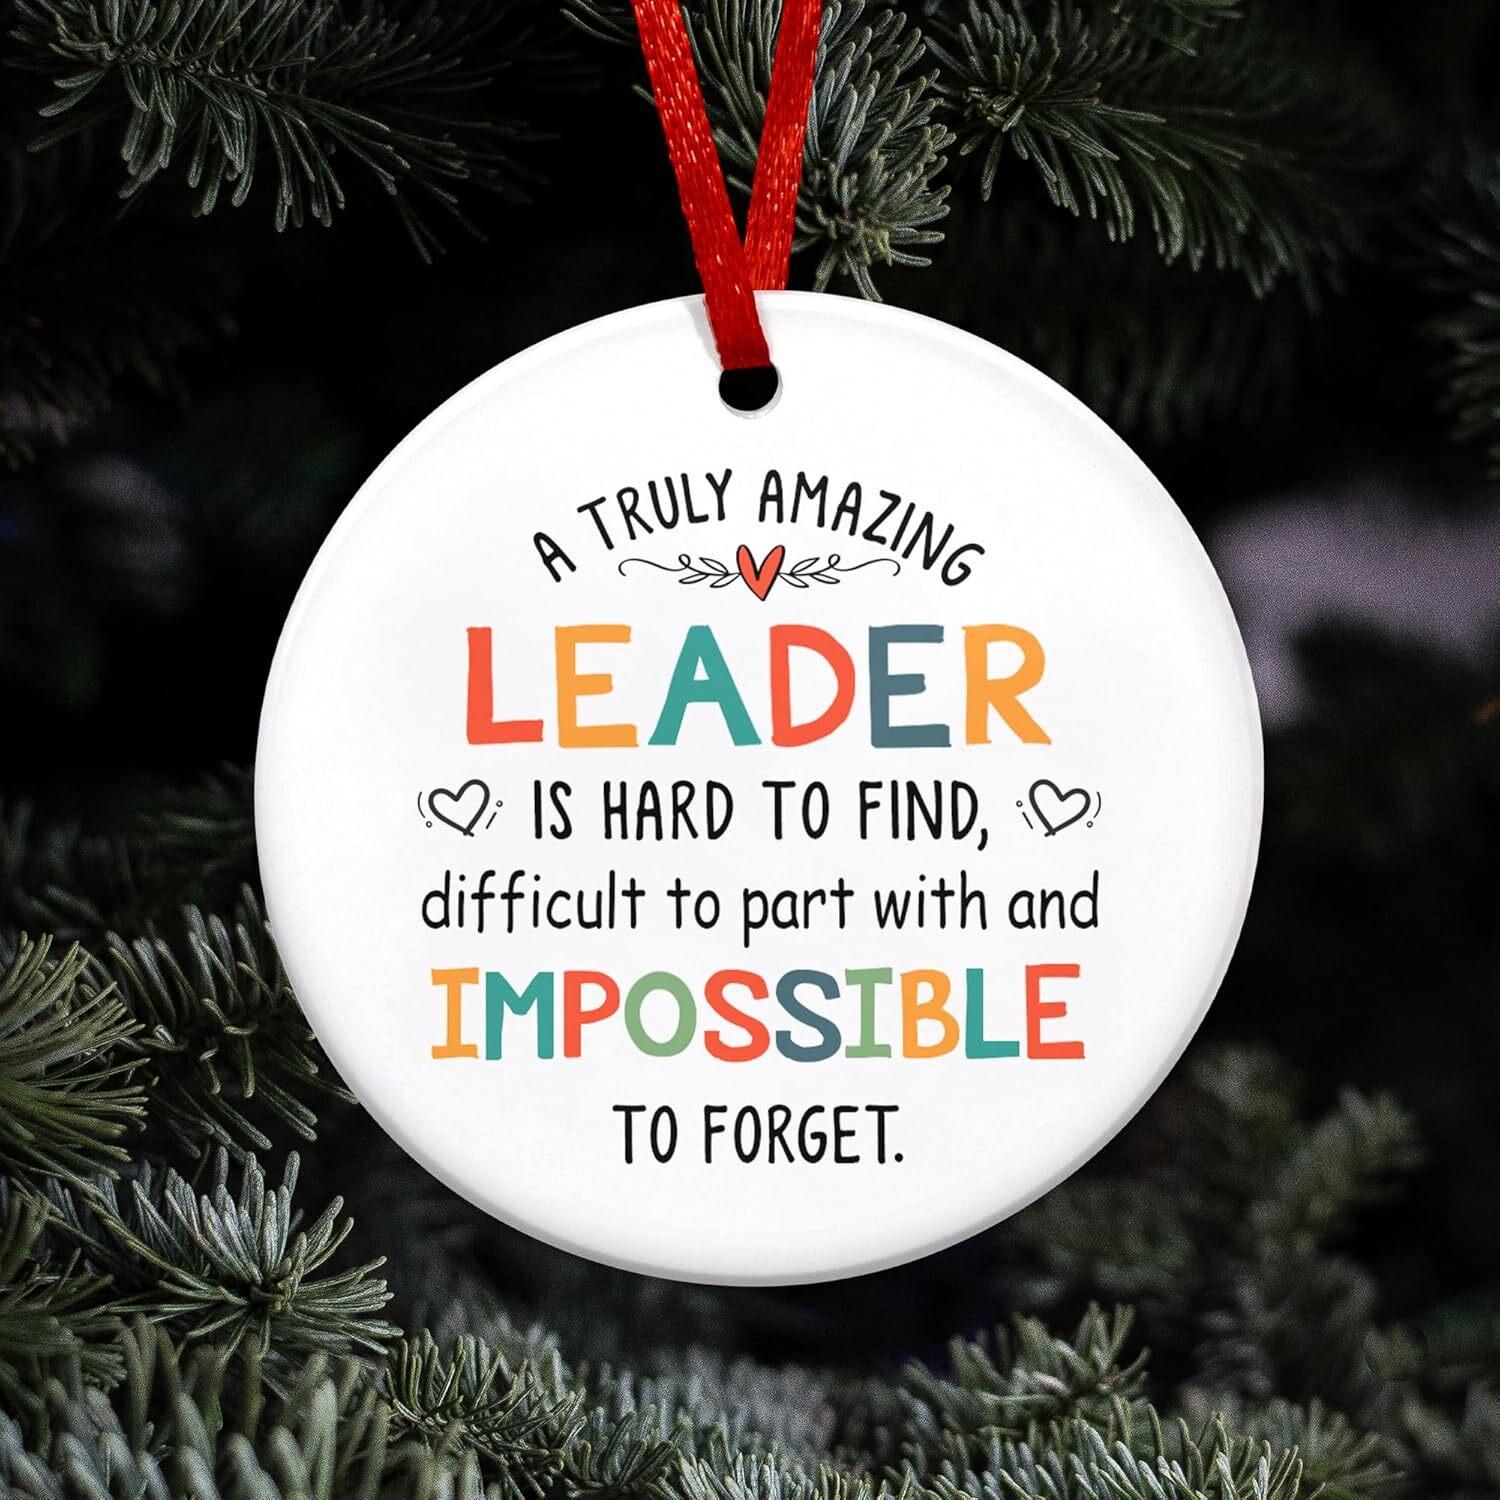 A TRULY AMAZING
LEADER
IS HARD TO FIND,
difficult to part with and
IMPOSSIBLE
TO FORGET.